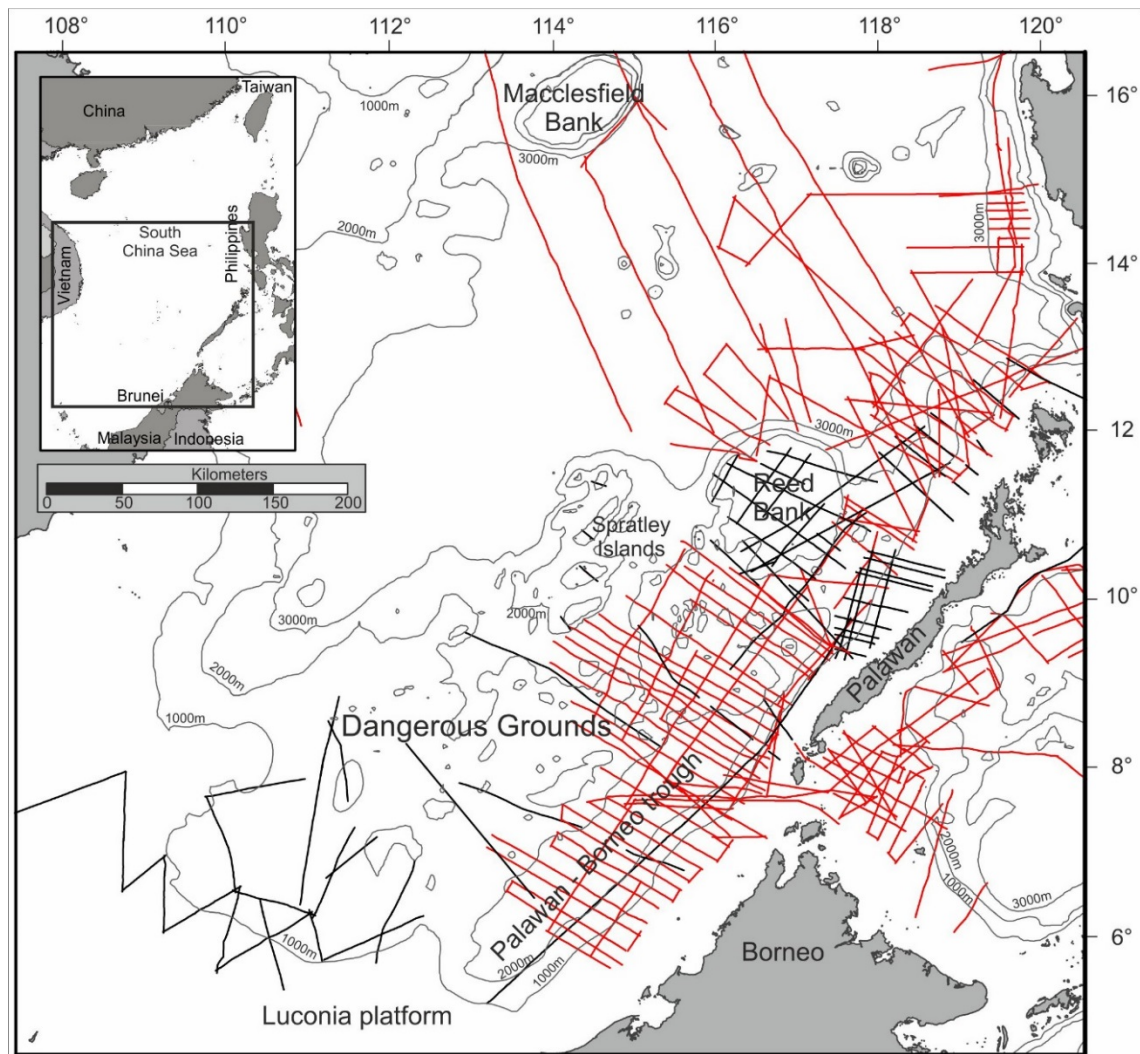 108°
110°
112°
114°
116°
118°
120°
Macclesfield
Bank
1000m
3000m
2000m
16°
14°
12°
10°
8°
6°
3000m
China
Taiwan
South
China Sea
Philippines
Vietnam
Brunei
Malaysia
Indonesia
Kilometers
0 50 100 150 200
3000m
Reed
Bank
Spratley
Islands
2000m
3000m
2000m
1000m
Palawan
Dangerous Grounds
Palawan - Borneo trough
2000m
1000m
3000m
Borneo
1000m
2000m
1000m
Luconia platform